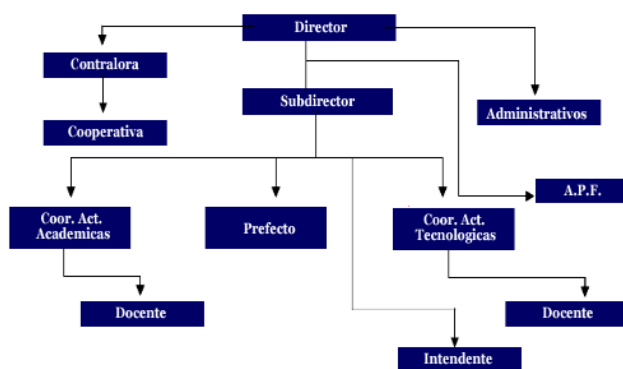 Director
Contralora
Subdirector
Administrativos
Cooperativa
A.P.F.
Coor. Act.
Academicas
Prefecto
Coor. Act.
Tecnologicas
Docente
Docente
Intendente